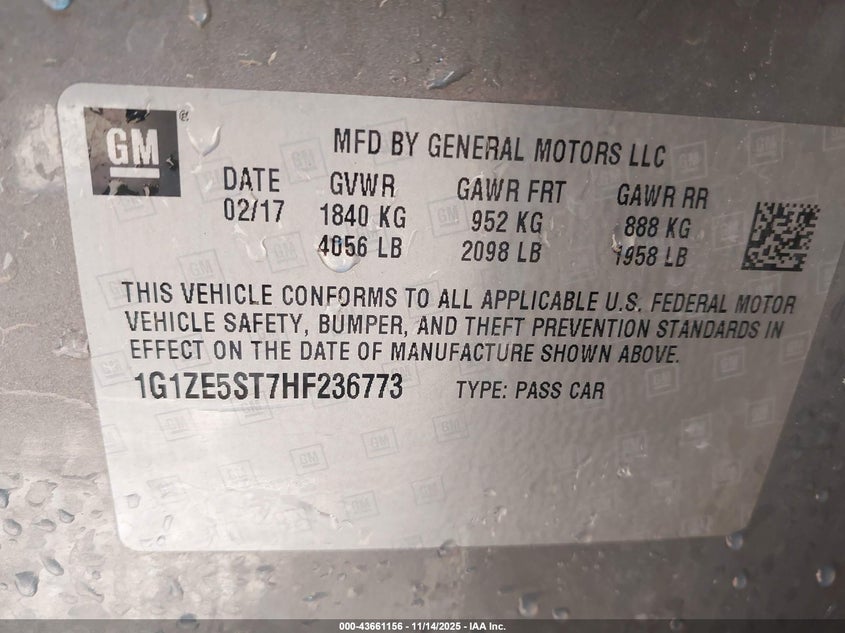 GM
MFD BY GENERAL MOTORS LLC
DATE GVWR GAWR FRT GAWR RR
02/17 1840 KG 952 KG 888 KG
4056 LB 2098 LB 1958 LB
THIS VEHICLE CONFORMS TO ALL APPLICABLE U.S. FEDERAL MOTOR
VEHICLE SAFETY, BUMPER, AND THEFT PREVENTION STANDARDS IN
EFFECT ON THE DATE OF MANUFACTURE SHOWN ABOVE.
1G1ZE5ST7HF236773 TYPE: PASS CAR
000-43661156 - 11/14/2025 - IAA Inc.